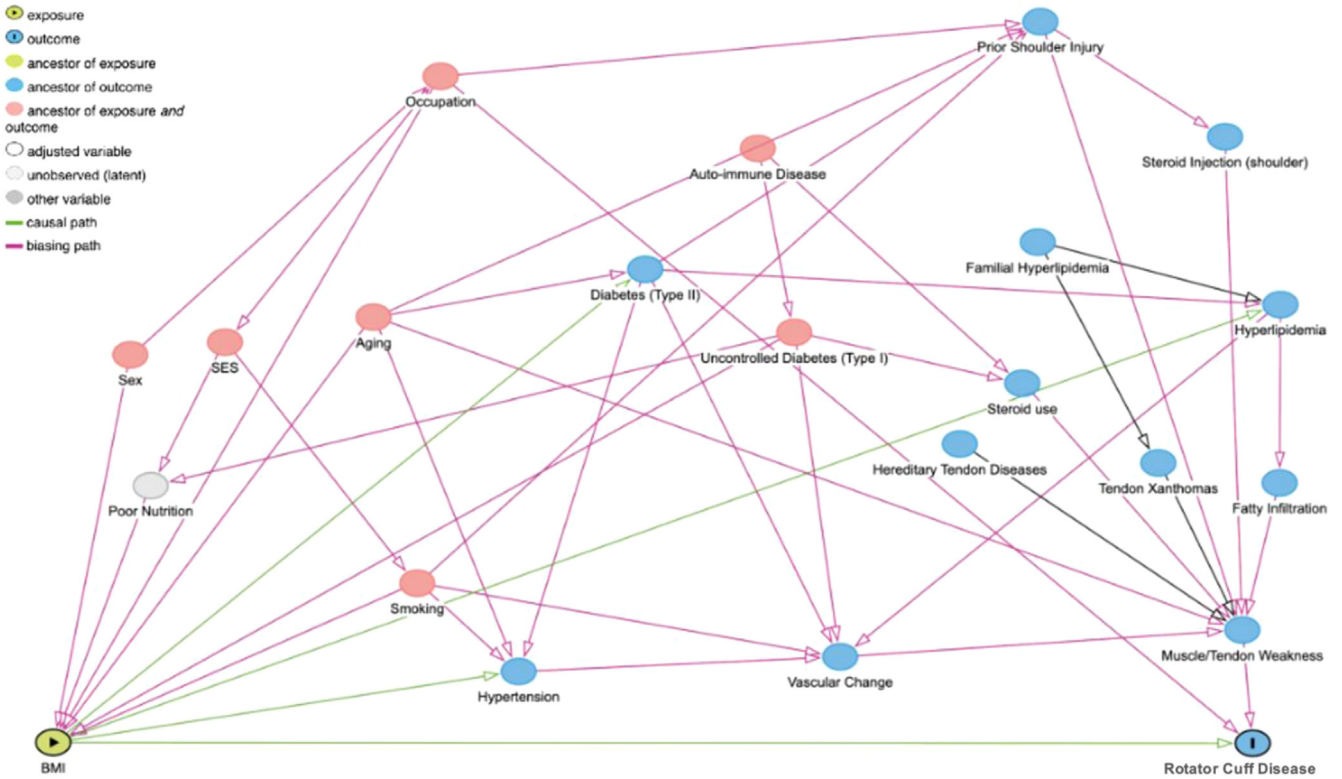 exposure
outcome
ancestor of exposure
ancestor of outcome
ancestor of exposure and
outcome
adjusted variable
unobserved (latent)
other variable
causal path
biasing path
Prior Shoulder Injury
Occupation
Steroid Injection (shoulder)
Auto-immune Disease
Familial Hyperlipidemia
Diabetes (Type II)
Hyperlipidemia
Aging
Uncontrolled Diabetes (Type I)
SES
Sex
Steroid use
Hereditary Tendon Diseases
Tendon Xanthomas
Fatty Infiltration
Poor Nutrition
Smoking
Muscle/Tendon Weakness
Vascular Change
Hypertension
BMI
Rotator Cuff Disease